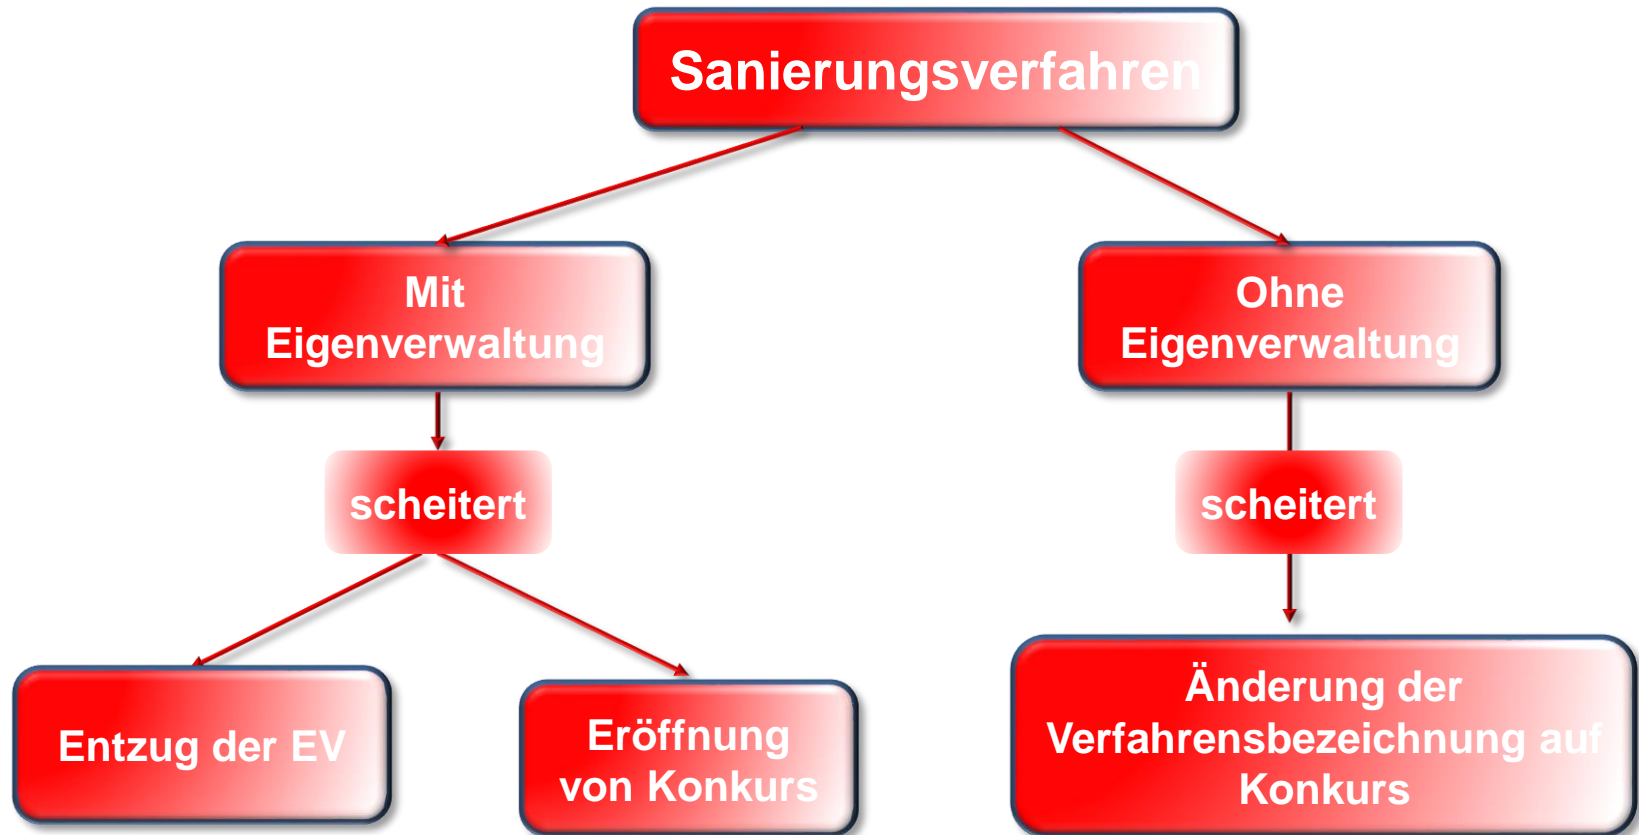 Sanierungsverfahren
Mit
Eigenverwaltung
Ohne
Eigenverwaltung
scheitert
scheitert
Entzug der EV
Eröffnung
von Konkurs
Änderung der
Verfahrensbezeichnung auf
Konkurs